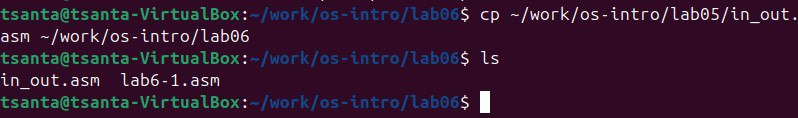 tsanta@tsanta-VirtualBox:~/work/os-intro/lab06$ cp ~/work/os-intro/lab05/in_out.
asm ~/work/os-intro/lab06
tsanta@tsanta-VirtualBox:~/work/os-intro/lab06$ ls
in_out.asm  lab6-1.asm
tsanta@tsanta-VirtualBox:~/work/os-intro/lab06$